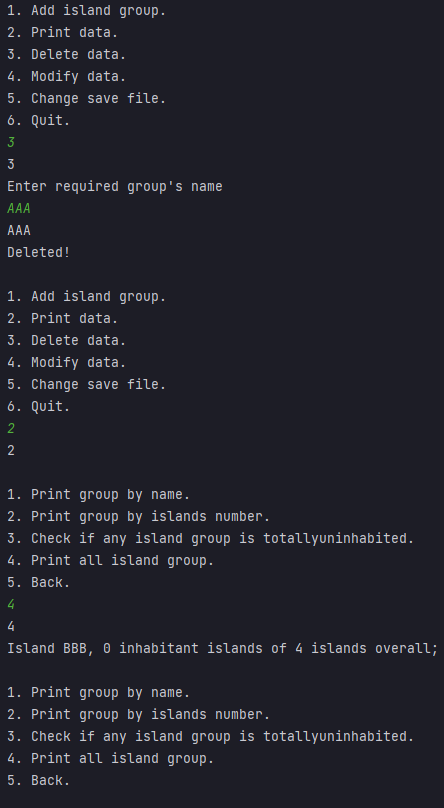 1. Add island group.
2. Print data.
3. Delete data.
4. Modify data.
5. Change save file.
6. Quit.
3
3
Enter required group's name
AAA
AAA
Deleted!
1. Add island group.
2. Print data.
3. Delete data.
4. Modify data.
5. Change save file.
6. Quit.
2
2
1. Print group by name.
2. Print group by islands number.
3. Check if any island group is totallyuninhabited.
4. Print all island group.
5. Back.
4
4
Island BBB, 0 inhabitant islands of 4 islands overall;
1. Print group by name.
2. Print group by islands number.
3. Check if any island group is totallyuninhabited.
4. Print all island group.
5. Back.